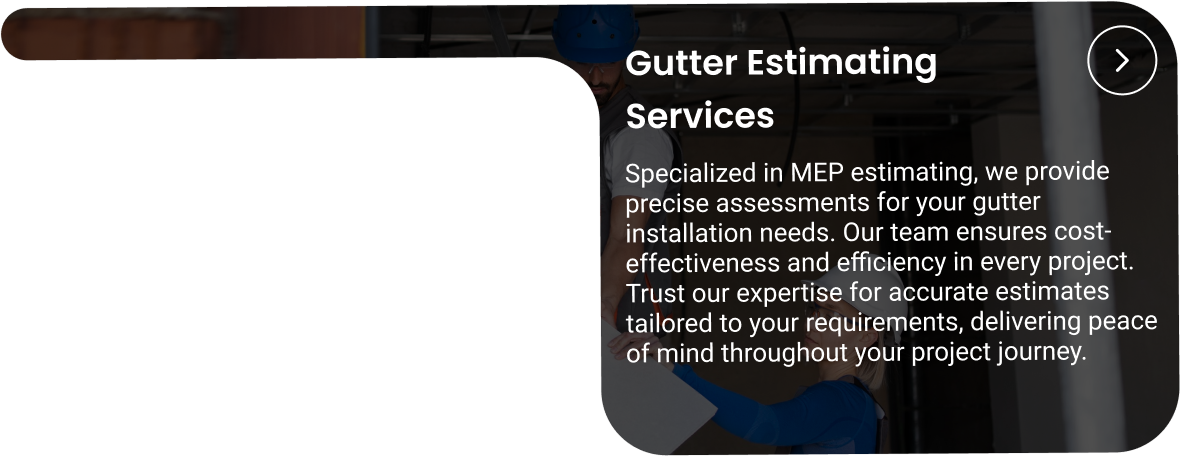 Gutter Estimating
Services
Specialized in MEP estimating, we provide
precise assessments for your gutter
installation needs. Our team ensures cost-
effectiveness and efficiency in every project.
Trust our expertise for accurate estimates
tailored to your requirements, delivering peace
of mind throughout your project journey.